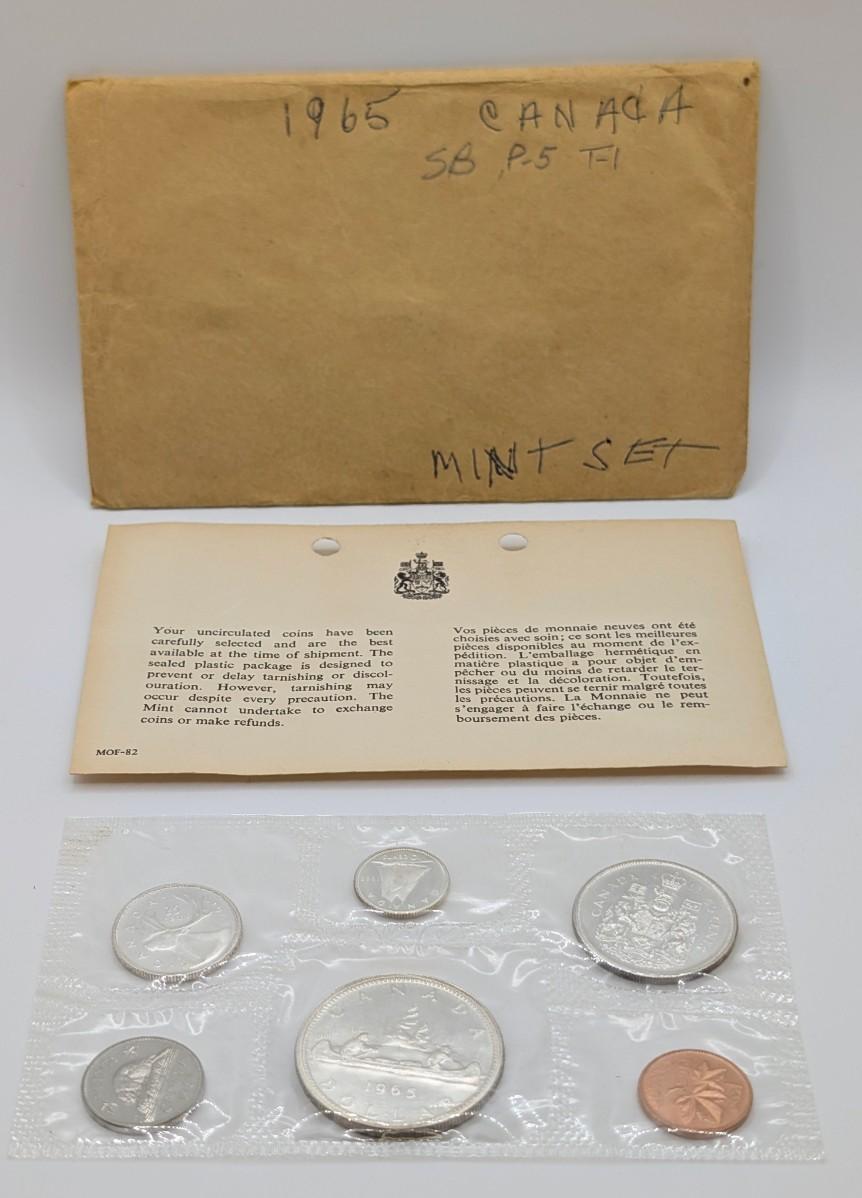 1965 CANADA
SB P-5 T-1
MINT SET
Your uncirculated coins have been
carefully selected and are the best
available at the time of shipment. The
sealed plastic package is designed to
prevent or delay tarnishing or discol-
ouration. However, tarnishing may
occur despite every precaution. The
Mint cannot undertake to exchange
coins or make refunds.
Vos pièces de monnaie neuves ont été
choisies avec soin; ce sont les meilleures
pièces disponibles au moment de l'ex-
pédition. L'emballage hermétique en
matière plastique a pour objet d'em-
pêcher ou du moins de retarder le ter-
nissage et la décoloration. Toutefois,
les pièces peuvent se ternir malgré toutes
les précautions. La Monnaie ne peut
s'engager à faire l'échange ou le rem-
boursement des pièces.
MOF-82
CANADA
CANADA
CANADA
1965
DOLLAR